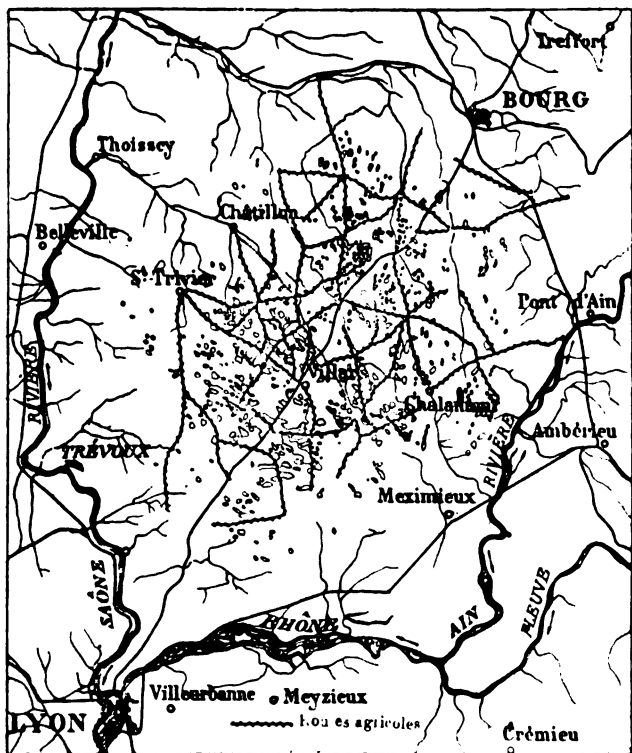 Treffort
BOURG
Thoissey
Châtillon
Belleville
St Trivier
Pont d'Ain
RIVIÈRE
Villars
Chalamont
RIVIÈRE
Ambérieu
TRÉVOUX
Meximieux
SAÔNE
RHÔNE
AIN
FLEUVE
Villeurbanne
Meyzieux
LYON
Routes agricoles
Crémieu